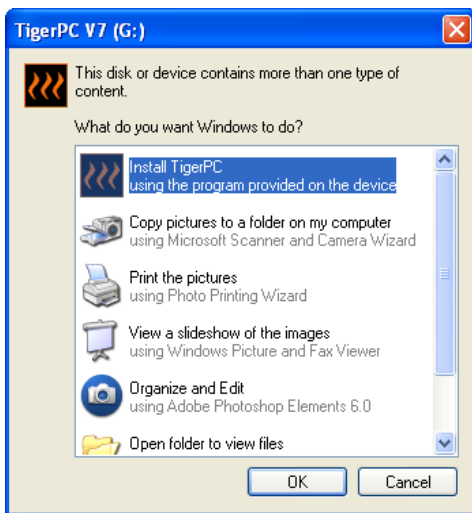 TigerPC V7 (G:)
This disk or device contains more than one type of
content.
What do you want Windows to do?
Install TigerPC
using the program provided on the device
Copy pictures to a folder on my computer
using Microsoft Scanner and Camera Wizard
Print the pictures
using Photo Printing Wizard
View a slideshow of the images
using Windows Picture and Fax Viewer
Organize and Edit
using Adobe Photoshop Elements 6.0
Open folder to view files
OK
Cancel